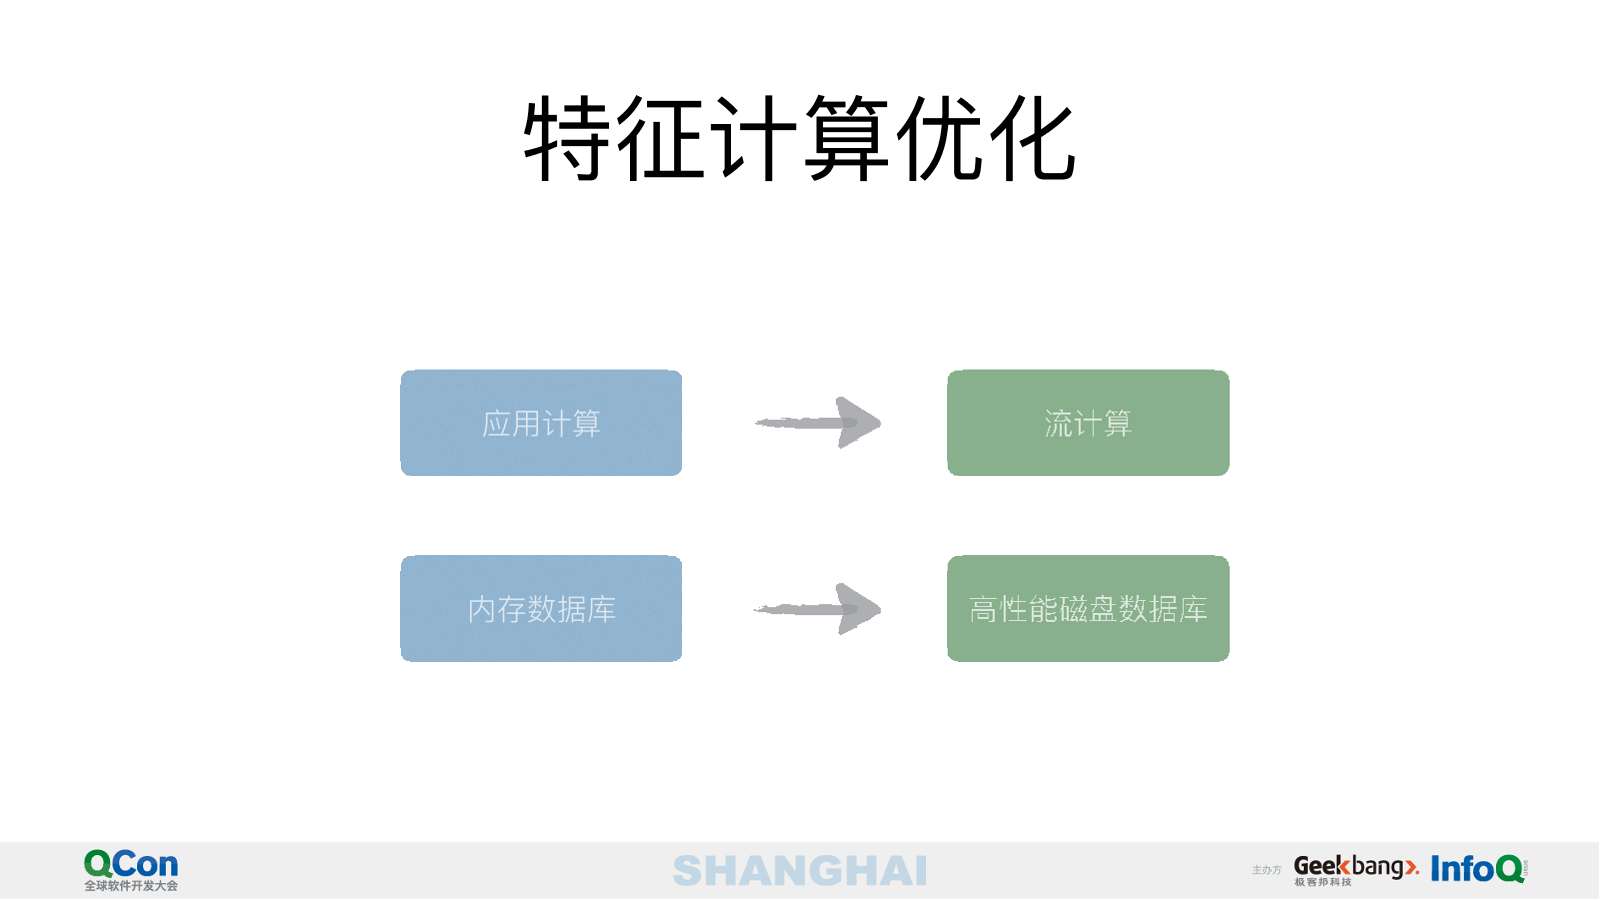 特征计算优化
应用计算
流计算
内存数据库
高性能磁盘数据库
QCon
全球软件开发大会
SHANGHAI
主办方
Geekbang>.
极客邦科技
InfoQ